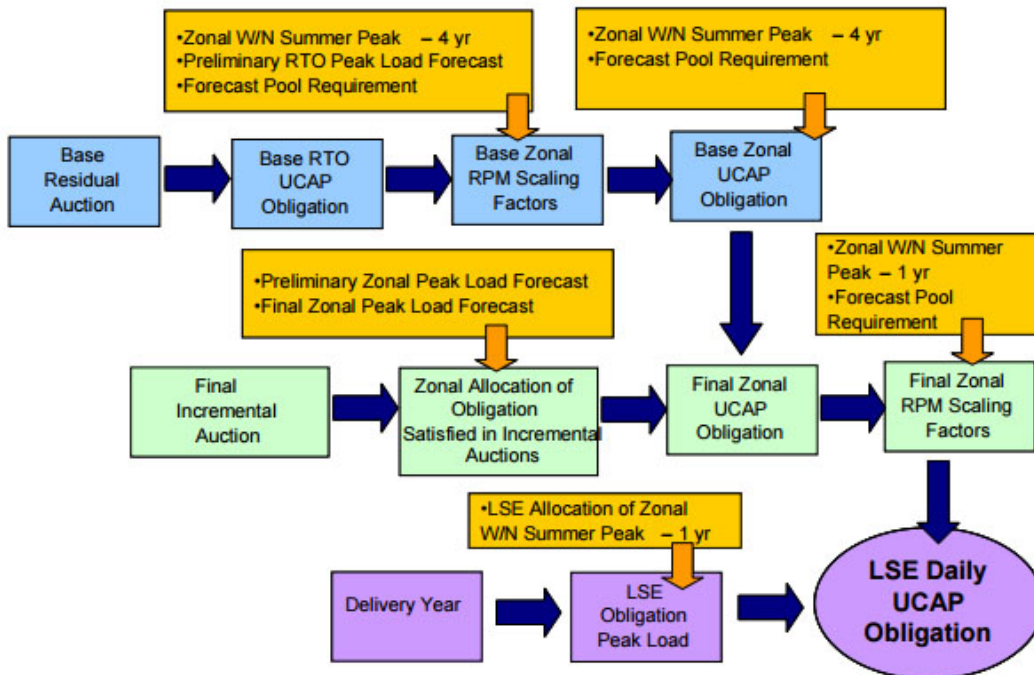 •Zonal W/N Summer Peak – 4 yr
•Preliminary RTO Peak Load Forecast
•Forecast Pool Requirement
•Zonal W/N Summer Peak – 4 yr
•Forecast Pool Requirement
Base
Residual
Auction
Base RTO
UCAP
Obligation
Base Zonal
RPM Scaling
Factors
Base Zonal
UCAP
Obligation
•Preliminary Zonal Peak Load Forecast
•Final Zonal Peak Load Forecast
•Zonal W/N Summer
Peak – 1 yr
•Forecast Pool
Requirement
Final
Incremental
Auction
Zonal Allocation of
Obligation
Satisfied in Incremental
Auctions
Final Zonal
UCAP
Obligation
Final Zonal
RPM Scaling
Factors
•LSE Allocation of Zonal
W/N Summer Peak – 1 yr
Delivery Year
LSE
Obligation
Peak Load
LSE Daily
UCAP
Obligation